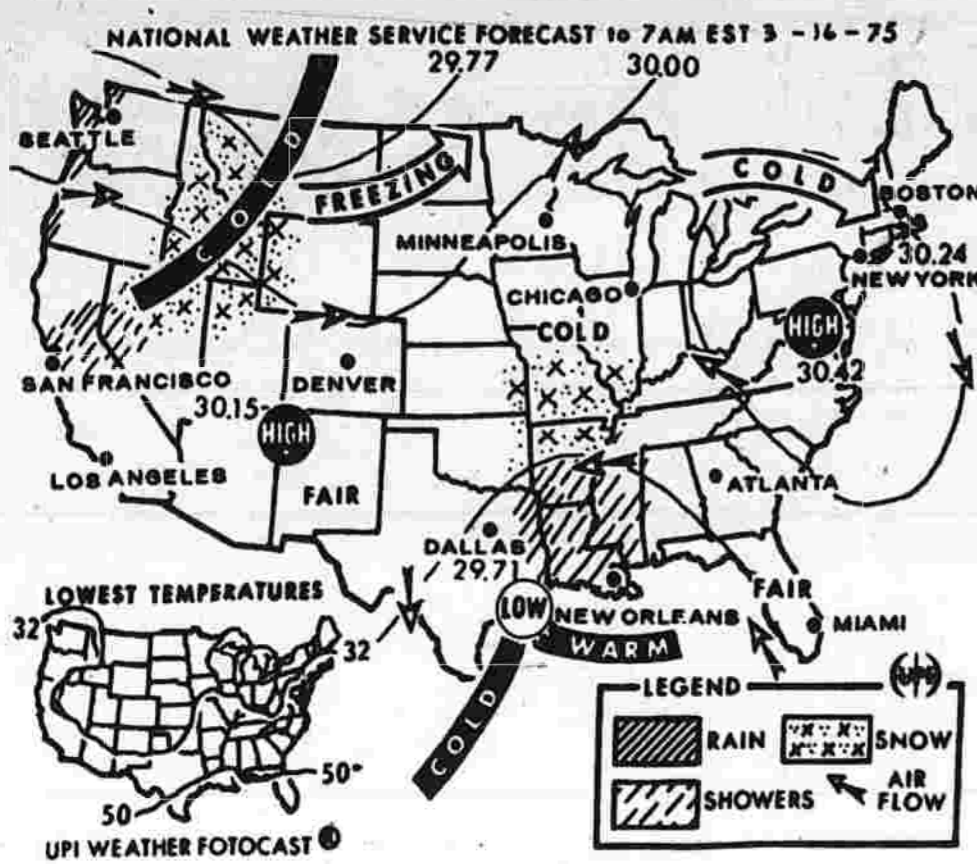 NATIONAL WEATHER SERVICE FORECAST to 7AM EST 3 - 16 - 75
29.77
30.00
SEATTLE
COLD
FREEZING
COLD
BOSTON
MINNEAPOLIS
30.24
NEW YORK
CHICAGO
COLD
HIGH
30.42
SAN FRANCISCO
DENVER
30.15
HIGH
LOS ANGELES
FAIR
ATLANTA
DALLAS
29.71
LOW
NEW ORLEANS
FAIR
MIAMI
WARM
COLD
LOWEST TEMPERATURES
32
32
50°
50
LEGEND
UPI
RAIN
SNOW
SHOWERS
AIR
FLOW
UPI WEATHER FOTOCAST